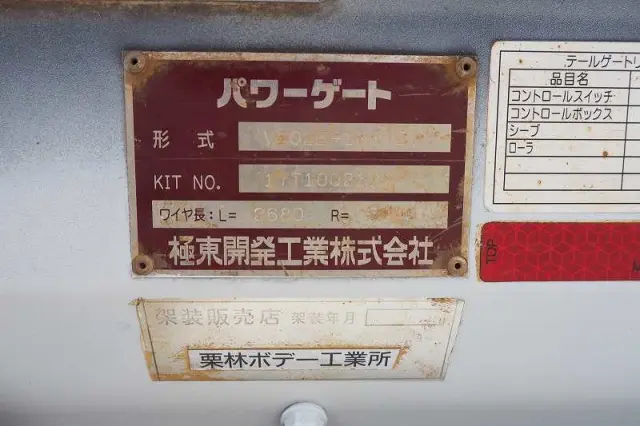 パワーゲート
形式
KIT NO.
ワイヤ長:L= R=
極東開発工業株式会社
架装販売店 架装年月
栗林ボデー工業所
テールゲートリ
品目名
コントロールスイッチ
コントロールボックス
シーブ
ローラ
TOP